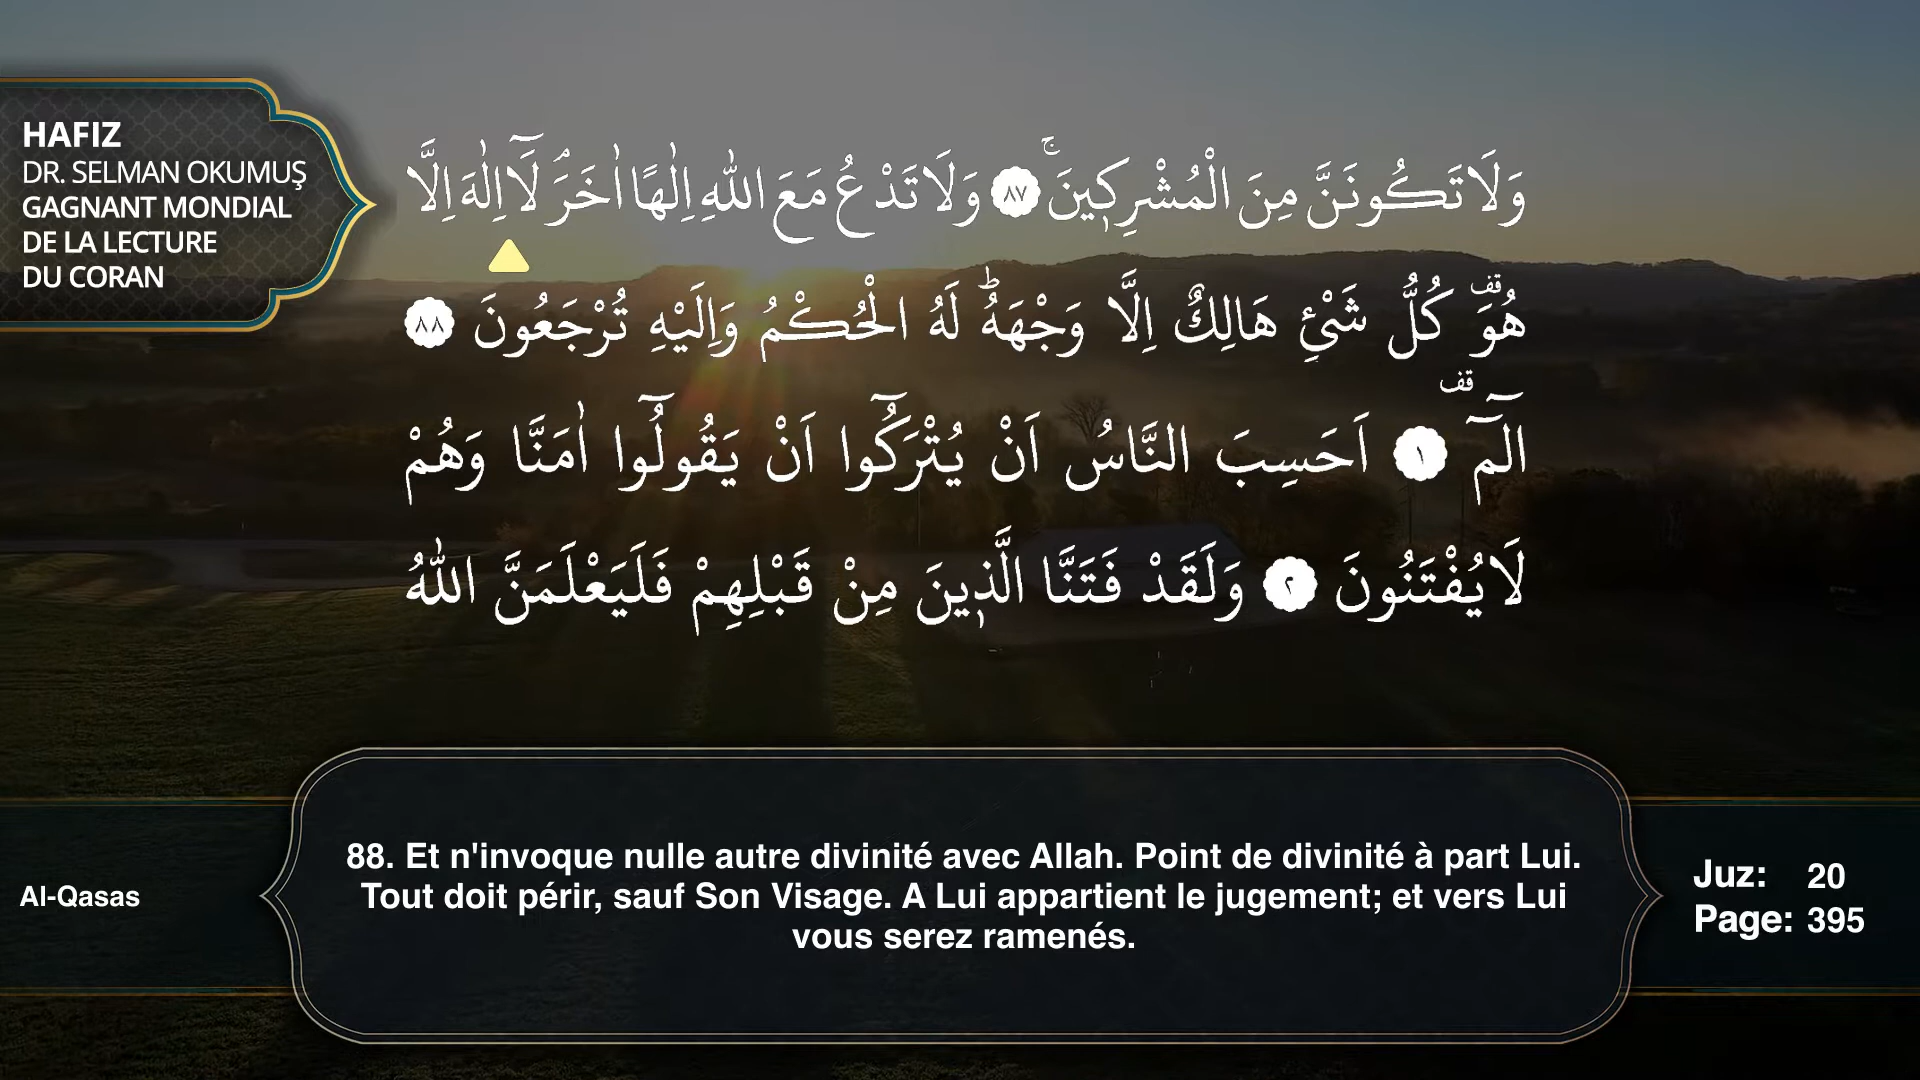 HAFIZ
DR. SELMAN OKUMUŞ
GAGNANT MONDIAL
DE LA LECTURE
DU CORAN
وَلَا تَكُونَنَّ مِنَ الْمُشْرِكٖينَۚ ﴿٨٧﴾ وَلَا تَدْعُ مَعَ اللّٰهِ اِلٰهًا اٰخَرَۢ لَٓا اِلٰهَ اِلَّا
هُوَࣞ كُلُّ شَيْءٍ هَالِكٌ اِلَّا وَجْهَهُؕ لَهُ الْحُكْمُ وَاِلَيْهِ تُرْجَعُونَ ﴿٨٨﴾
الٓمٓࣞ ﴿١﴾ اَحَسِبَ النَّاسُ اَنْ يُتْرَكُٓوا اَنْ يَقُولُٓوا اٰمَنَّا وَهُمْ
لَا يُفْتَنُونَ ﴿٢﴾ وَلَقَدْ فَتَنَّا الَّذٖينَ مِنْ قَبْلِهِمْ فَلَيَعْلَمَنَّ اللّٰهُ
88. Et n'invoque nulle autre divinité avec Allah. Point de divinité à part Lui.
Tout doit périr, sauf Son Visage. A Lui appartient le jugement; et vers Lui
vous serez ramenés.
Al-Qasas
Juz: 20
Page: 395